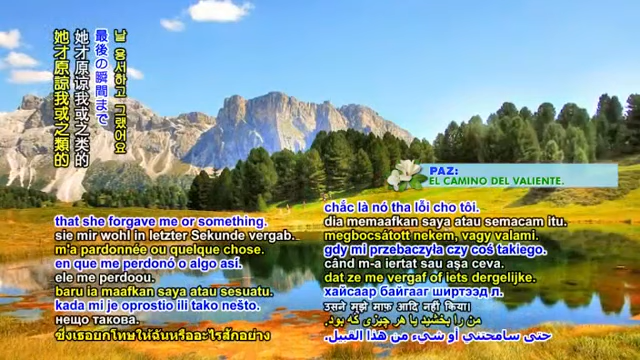 她才原諒我或之類的
她才原谅我或之类的
最後の瞬間まで
날 용서하고 그랬어요
PAZ:
EL CAMINO DEL VALIENTE.
that she forgave me or something.
sie mir wohl in letzter Sekunde vergab.
m'a pardonnée ou quelque chose.
en que me perdonó o algo así.
ele me perdoou.
baru ia maafkan saya atau sesuatu.
kada mi je oprostio ili tako nešto.
нещо такова.
ซึ่งเธอยกโทษให้ฉันหรืออะไรสักอย่าง
chắc là nó tha lỗi cho tôi.
dia memaafkan saya atau semacam itu.
megbocsátott nekem, vagy valami.
gdy mi przebaczyła czy coś takiego.
când m-a iertat sau aşa ceva.
dat ze me vergaf of iets dergelijke.
хайсаар байгааг ширтээд л.
उसने मुझे माफ़ आदि नहीं किया।
من را بخشید یا هر چیزی که بود.
حتى سامحتني أو شيء من هذا القبيل.